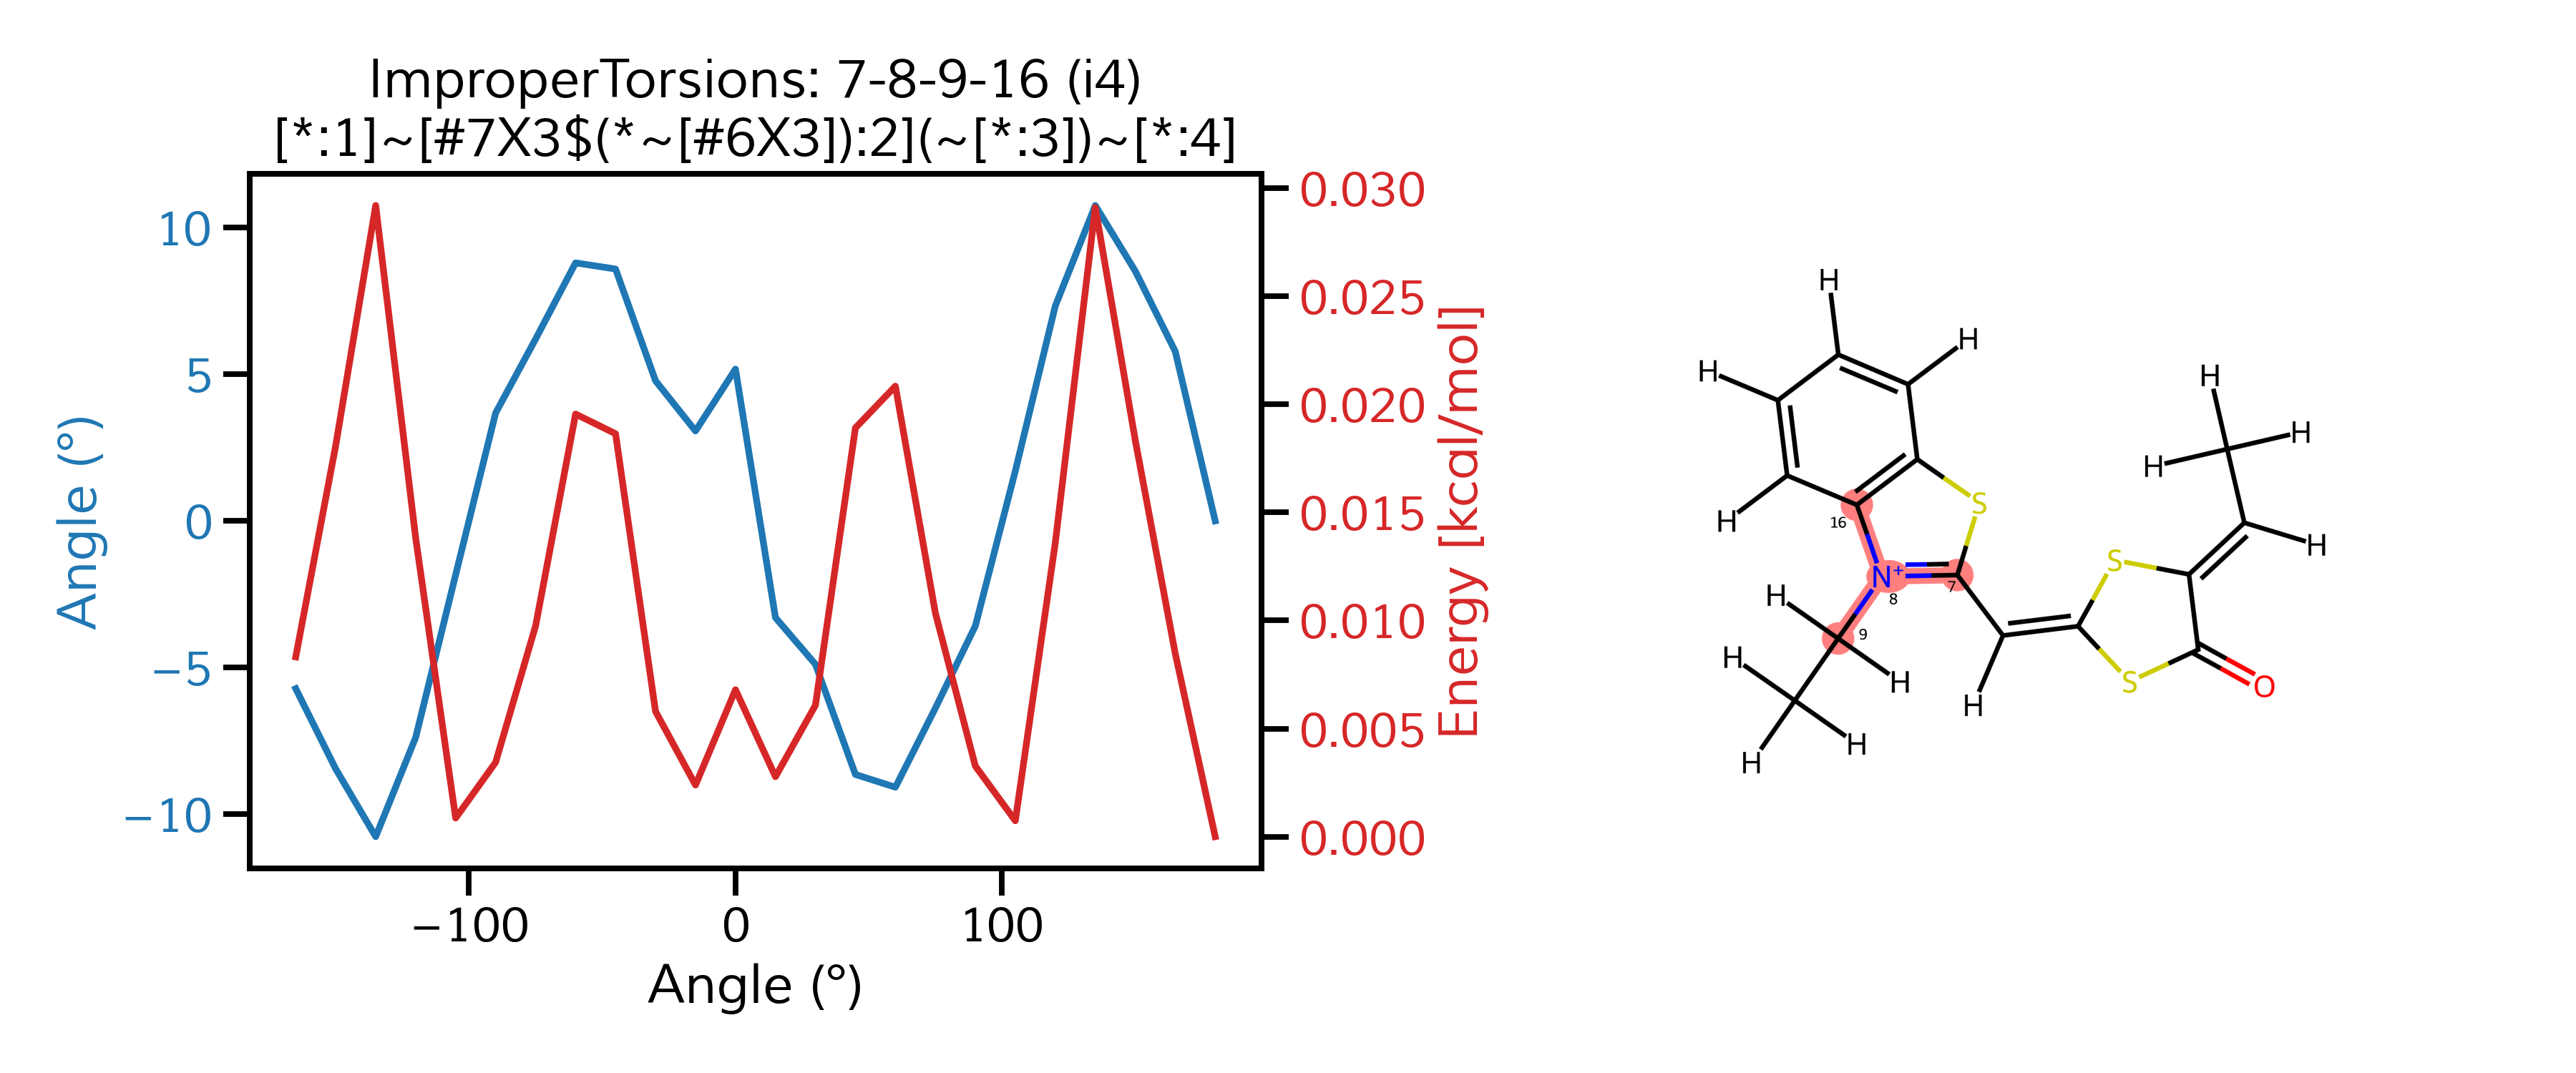 ImproperTorsions: 7-8-9-16 (i4)
[*:1]~[#7X3$(*~[#6X3]):2](~[*:3])~[*:4]
10
5
0
−5
−10
Angle (°)
0.030
0.025
0.020
0.015
0.010
0.005
0.000
Energy [kcal/mol]
−100
0
100
Angle (°)
H
H
H
H
H
H
H
S
16
H
S
N+
7
8
H
9
H
H
S
O
H
H
H
H